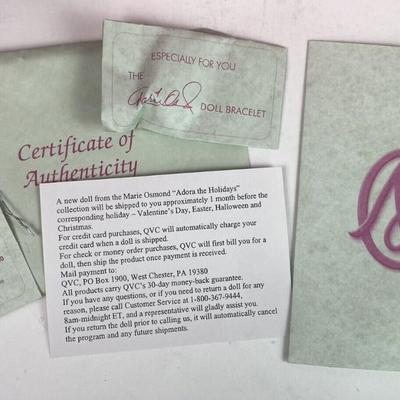 ESPECIALLY FOR YOU
THE
DOLL BRACELET
Certificate of
Authenticity
A new doll from the Marie Osmond "Adora the Holidays"
collection will be shipped to you approximately 1 month before the
corresponding holiday – Valentine's Day, Easter, Halloween and
Christmas.
For credit card purchases, QVC will automatically charge your
credit card when a doll is shipped.
For check or money order purchases, QVC will first bill you for a
doll, then ship the product once payment is received.
Mail payment to:
QVC, PO Box 1900, West Chester, PA 19380
All products carry QVC's 30-day money-back guarantee.
If you have any questions, or if you need to return a doll for any
reason, please call Customer Service at 1-800-367-9444,
8am-midnight ET, and a representative will gladly assist you.
If you return the doll prior to calling us, it will automatically cancel
the program and any future shipments.